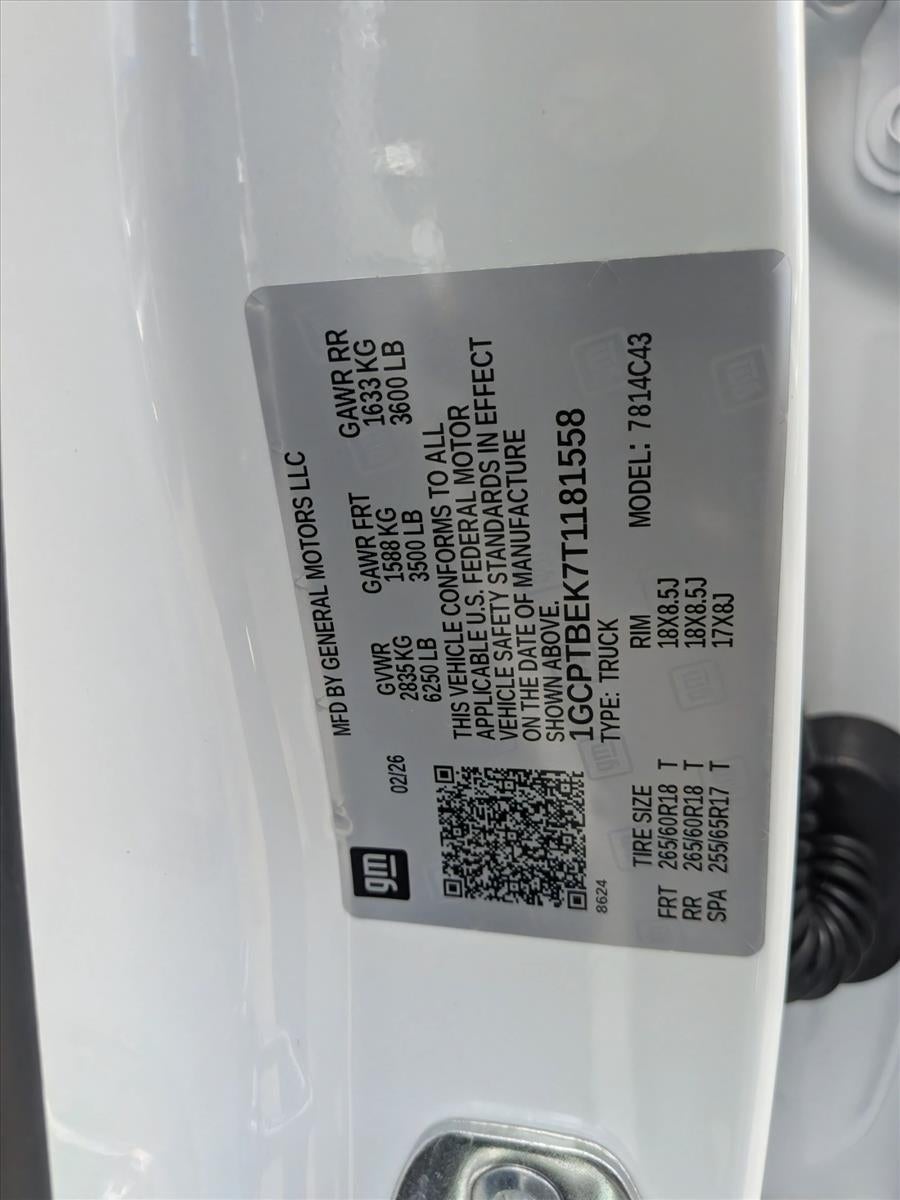 gm
02/26
MFD BY GENERAL MOTORS LLC
GVWR GAWR FRT GAWR RR
2835 KG 1588 KG 1633 KG
6250 LB 3500 LB 3600 LB
THIS VEHICLE CONFORMS TO ALL
APPLICABLE U.S. FEDERAL MOTOR
VEHICLE SAFETY STANDARDS IN EFFECT
ON THE DATE OF MANUFACTURE
SHOWN ABOVE.
1GCPTBEK7T1181558
8624
TYPE: TRUCK MODEL: 7814C43
TIRE SIZE RIM
FRT 265/60R18 T 18X8.5J
RR 265/60R18 T 18X8.5J
SPA 255/65R17 T 17X8J